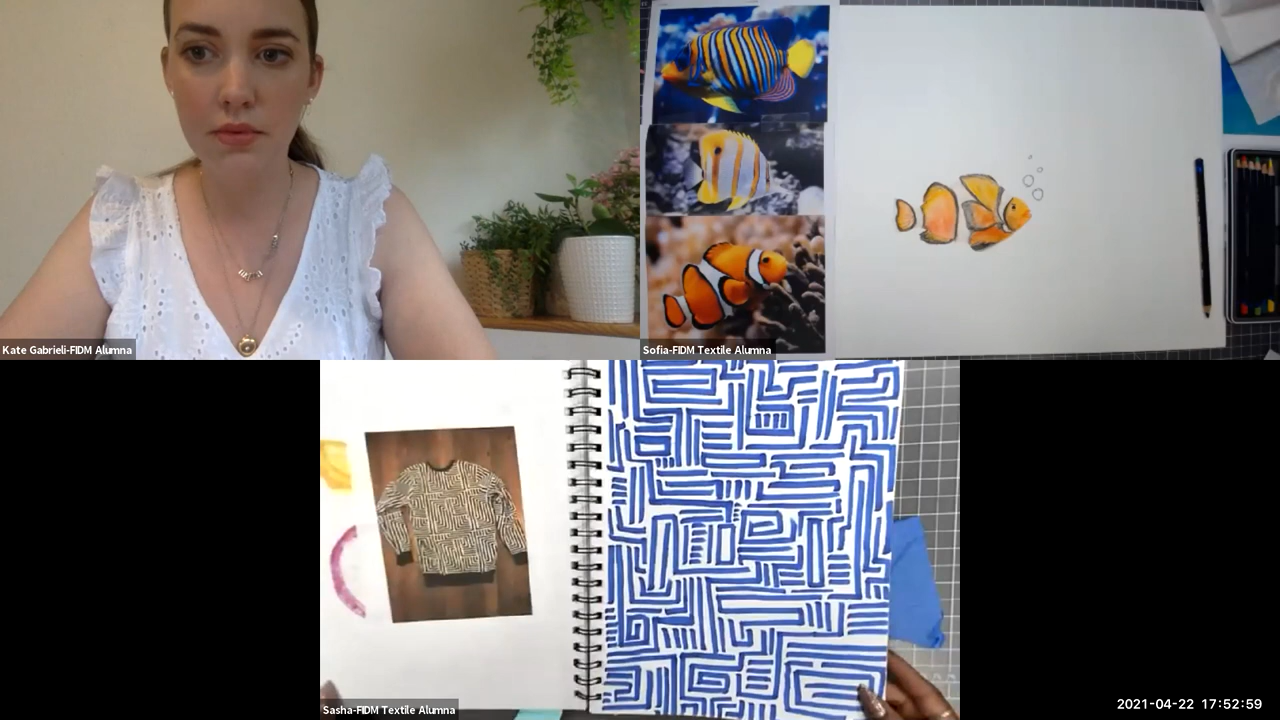 Kate Gabrieli-FIDM Alumna
Sofia-FIDM Textile Alumna
Sasha-FIDM Textile Alumna
2021-04-22 17:52:59